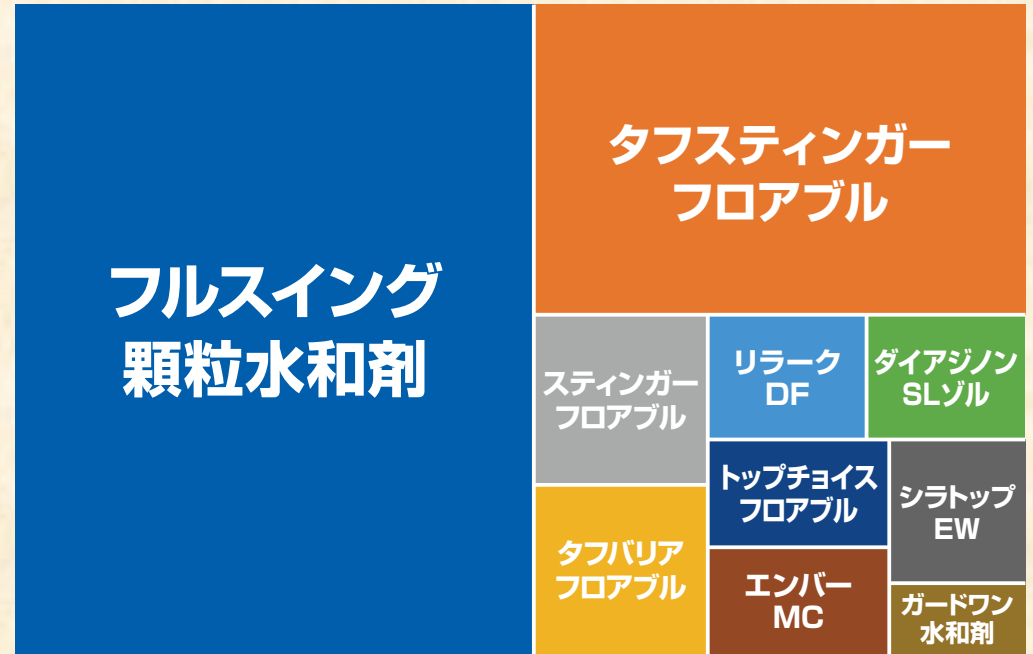 フルスイング
顆粒水和剤
タフスティンガー
フロアブル
スティンガー
フロアブル
リラーク
DF
ダイアジノン
SLゾル
トップチョイス
フロアブル
シラトップ
EW
タフバリア
フロアブル
エンバー
MC
ガードワン
水和剤